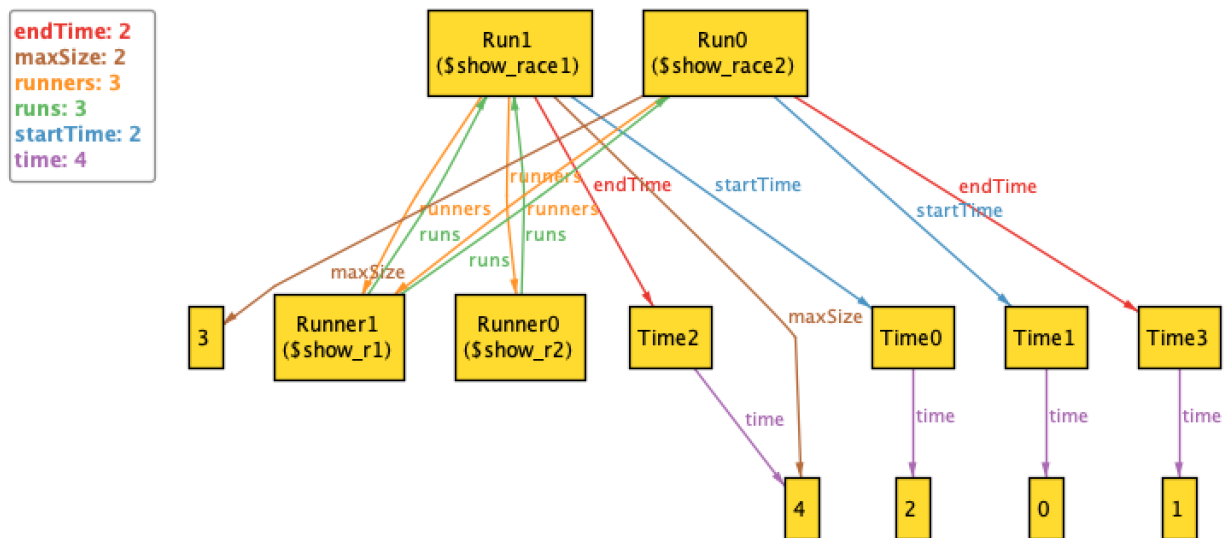 endTime: 2
maxSize: 2
runners: 3
runs: 3
startTime: 2
time: 4
Run1
($show_race1)
Run0
($show_race2)
runners
endTime
startTime
endTime
runners
runners
startTime
runs
runs
runs
maxSize
maxSize
3
Runner1
($show_r1)
Runner0
($show_r2)
Time2
Time0
Time1
Time3
time
time
time
time
4
2
0
1